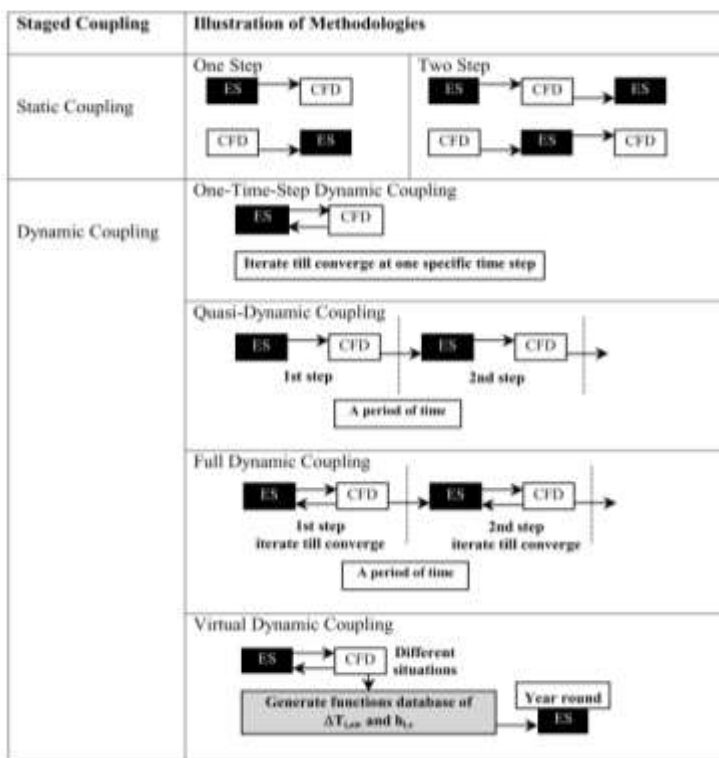 Staged Coupling
Illustration of Methodologies
Static Coupling
One Step
ES CFD
CFD ES
Two Step
ES CFD ES
CFD ES CFD
Dynamic Coupling
One-Time-Step Dynamic Coupling
ES CFD
Iterate till converge at one specific time step
Quasi-Dynamic Coupling
ES CFD ES CFD
1st step 2nd step
A period of time
Full Dynamic Coupling
ES CFD ES CFD
1st step 2nd step
iterate till converge iterate till converge
A period of time
Virtual Dynamic Coupling
ES CFD Different
situations
Generate functions database of
and
Year round
ES